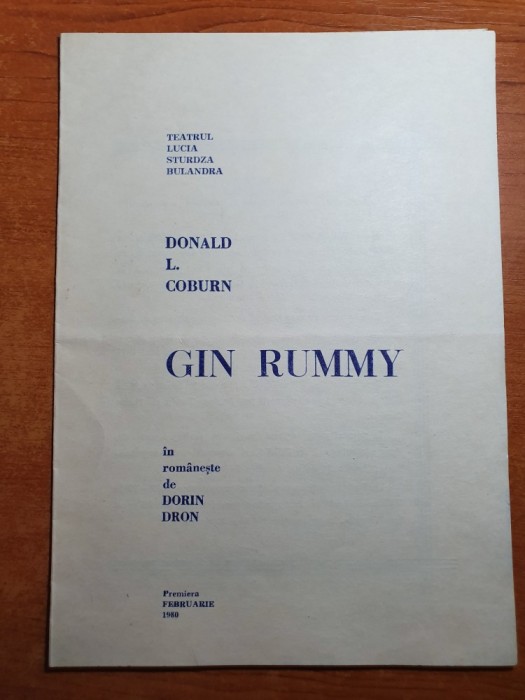 TEATRUL
LUCIA
STURDZA
BULANDRA
DONALD
L.
COBURN
GIN RUMMY
în
românește
de
DORIN
DRON
Premiera
FEBRUARIE
1980